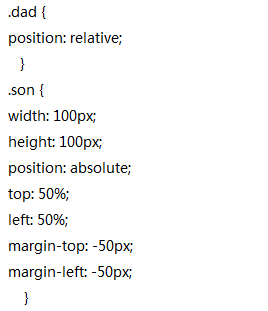 .dad {
position: relative;
}
.son {
width: 100px;
height: 100px;
position: absolute;
top: 50%;
left: 50%;
margin-top: -50px;
margin-left: -50px;
}